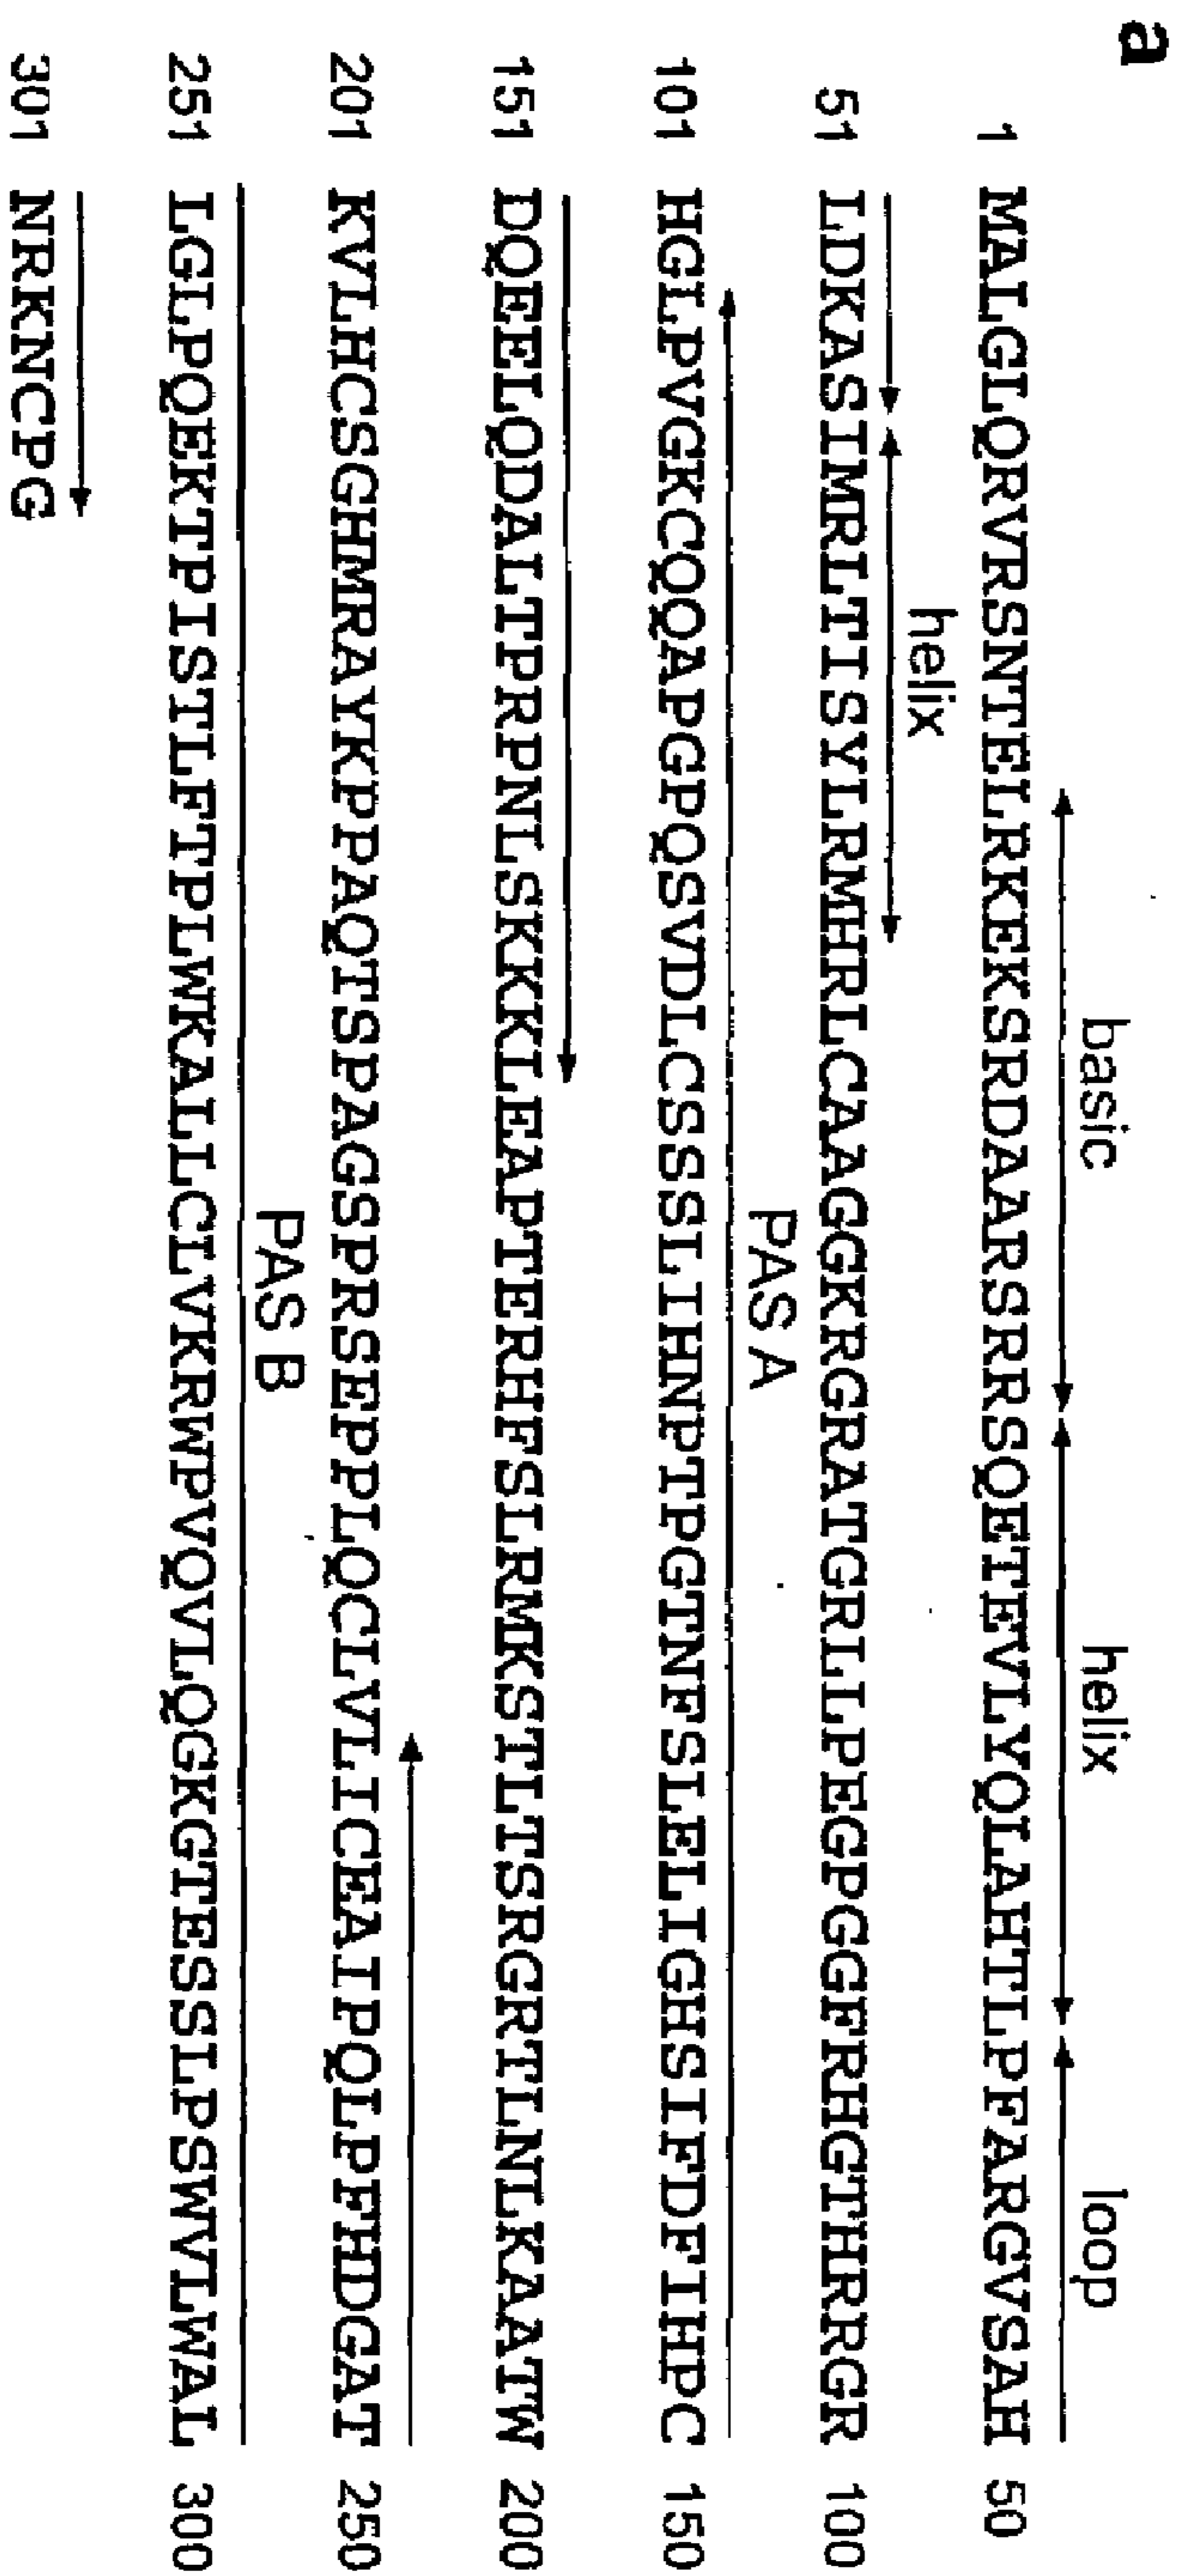 a
basic helix loop
1 MALGLQRVRSNTELRKEKSRDAARSRRSQETEVLYQLAHTLPFARGVSAH 50
helix
51 LDKASIMRLTISYLRMHRLCAAGGKRGRATGRLLPEGPGGFRHGTHRRGR 100
PAS A
101 HGLPVGKCQQAPGPQSVDLCSSSLIHNPTPGTNFSLELIGHSIFDFIHPC 150
151 DQEELQDALTPRPNLSKKKLEAPTERHFSLRMKSTLTSRGRTLNLKAATW 200
201 KVLHCSGHMRAYKPPAQTSPAGSPRSEPPLQCLVLICEAIPQLPFHDGAT 250
PAS B
251 LGLPQEKTPISTLFTPLWKALLCLVKRWPVQVLQGKGTESSLPSWVLWAL 300
301 NRKNCPG